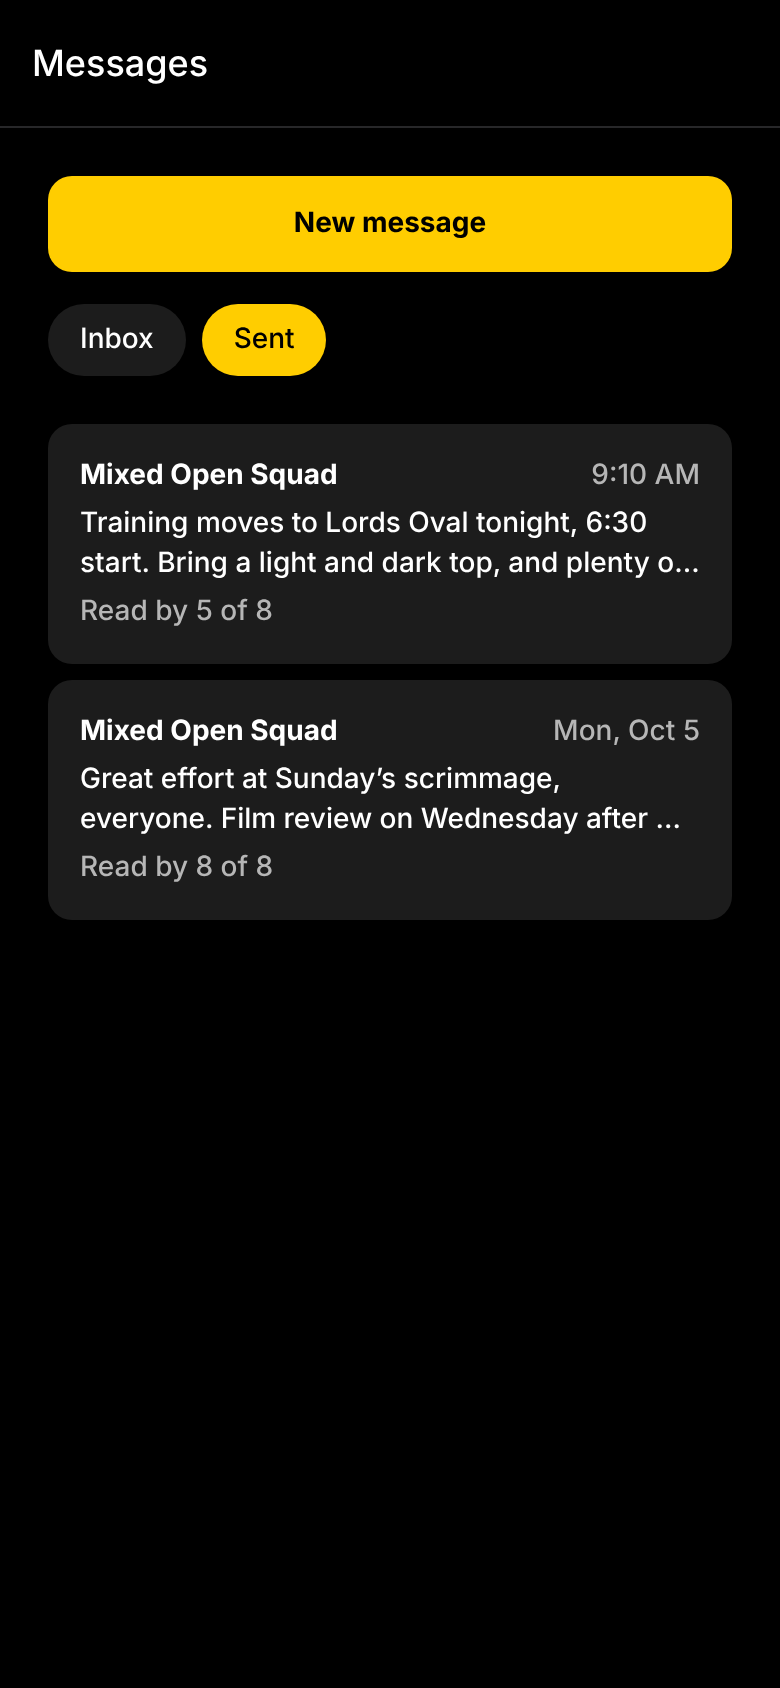 Messages
New message
Inbox
Sent
Mixed Open Squad
9:10 AM
Training moves to Lords Oval tonight, 6:30
start. Bring a light and dark top, and plenty o...
Read by 5 of 8
Mixed Open Squad
Mon, Oct 5
Great effort at Sunday’s scrimmage,
everyone. Film review on Wednesday after ...
Read by 8 of 8